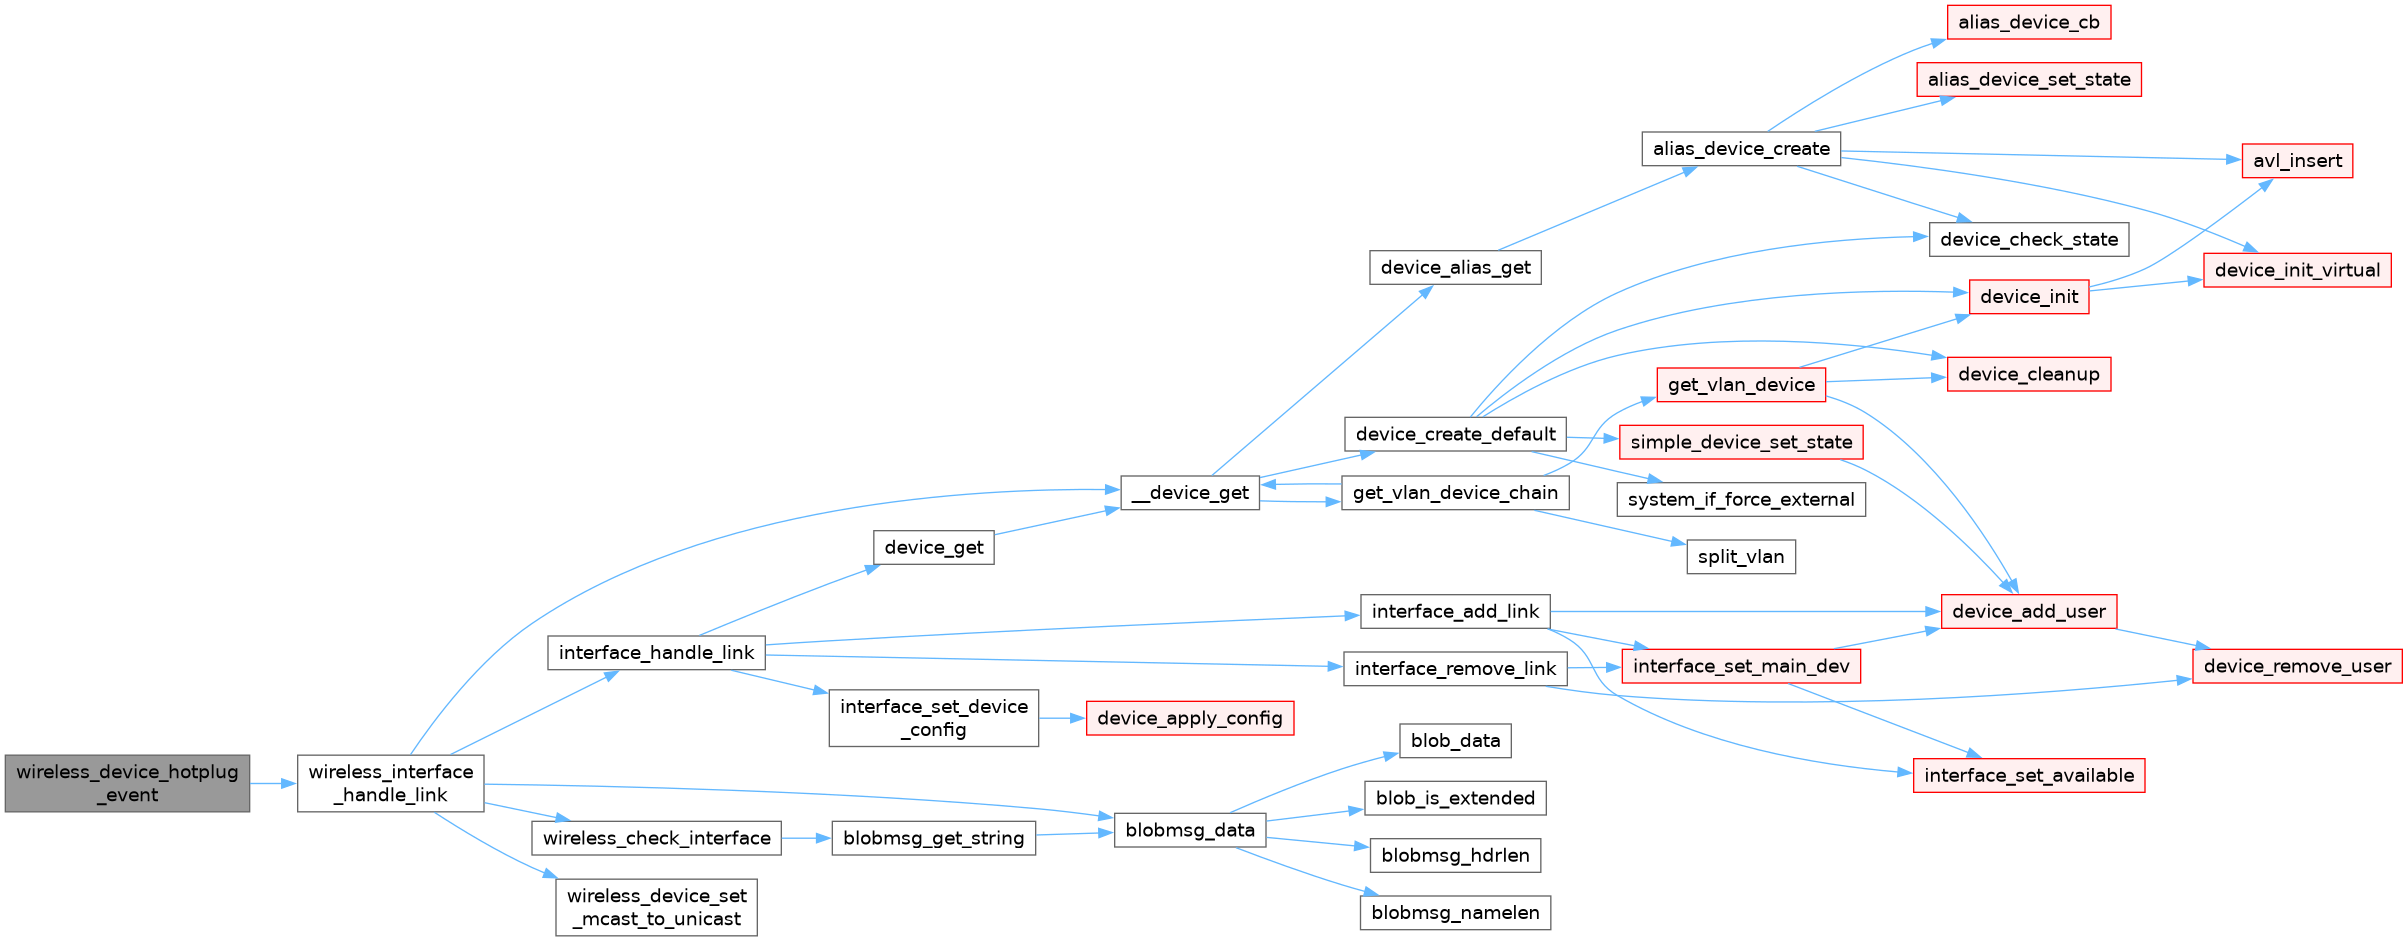 wireless_device_hotplug
_event
wireless_interface
_handle_link
interface_handle_link
wireless_check_interface
wireless_device_set
_mcast_to_unicast
device_get
interface_set_device
_config
blobmsg_get_string
__device_get
device_apply_config
blobmsg_data
device_alias_get
device_create_default
get_vlan_device_chain
interface_add_link
interface_remove_link
blob_data
blob_is_extended
blobmsg_hdrlen
blobmsg_namelen
alias_device_create
get_vlan_device
simple_device_set_state
system_if_force_external
split_vlan
interface_set_main_dev
alias_device_cb
alias_device_set_state
device_check_state
device_init
device_cleanup
device_add_user
interface_set_available
avl_insert
device_init_virtual
device_remove_user